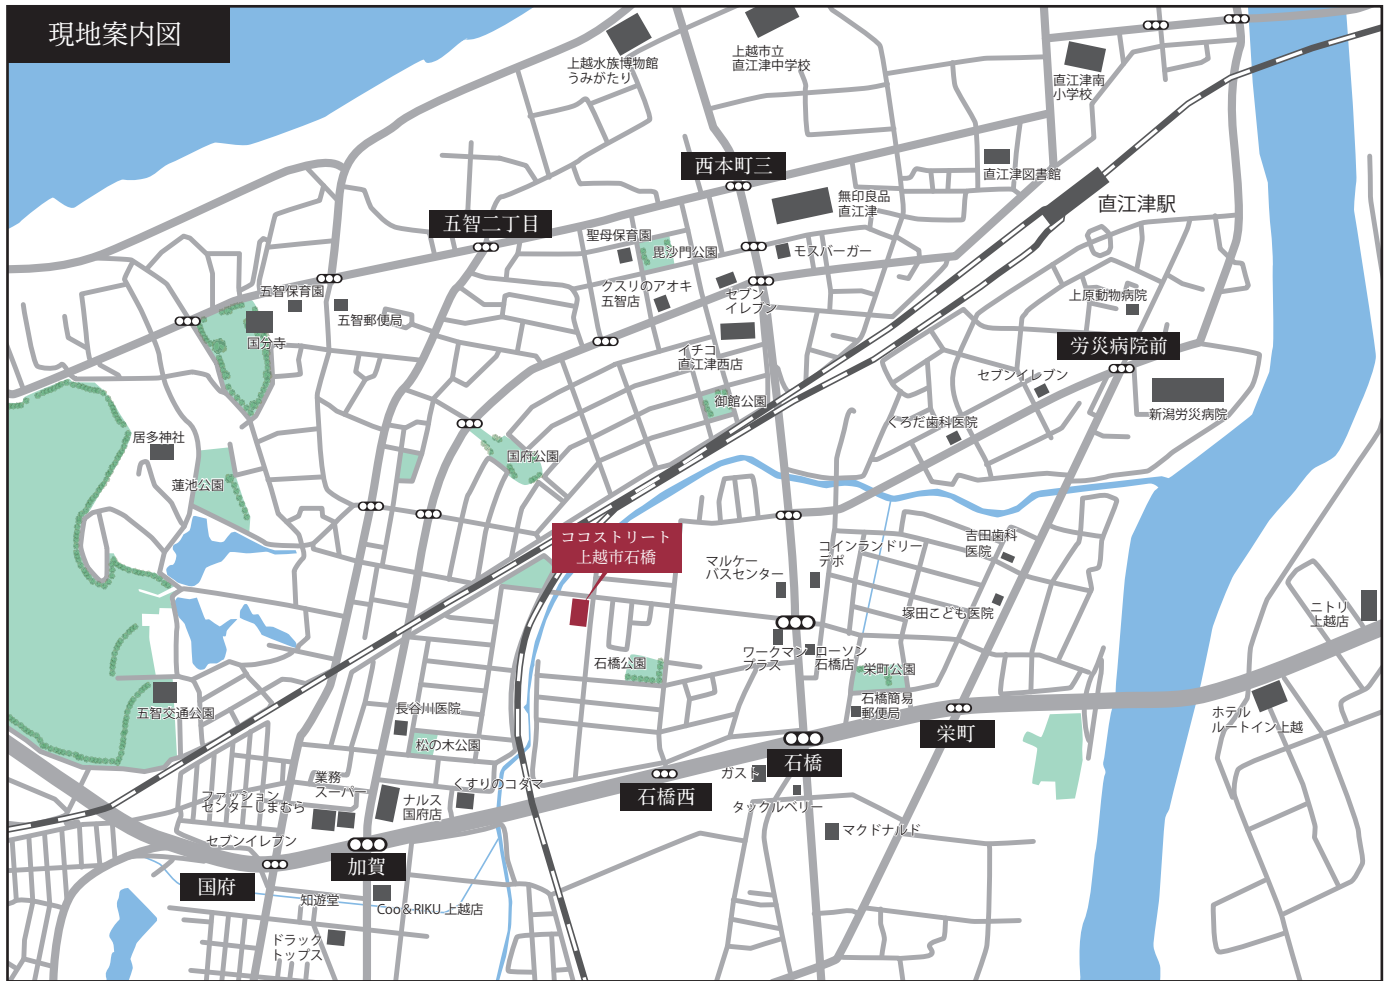 現地案内図
上越水族博物館
うみがたり
上越市立
直江津中学校
直江津南
小学校
西本町三
直江津図書館
無印良品
直江津
直江津駅
五智二丁目
聖母保育園
毘沙門公園
モスバーガー
クスリのアオキ
五智店
セブン
イレブン
五智保育園
五智郵便局
国分寺
上原動物病院
イチコ
直江津西店
労災病院前
セブンイレブン
新潟労災病院
御館公園
くろだ歯科医院
居多神社
蓮池公園
国府公園
ココストリート
上越市石橋
吉田歯科
医院
コインランドリー
デポ
マルケー
バスセンター
塚田こども医院
ニトリ
上越店
ワークマン
プラス
ローソン
石橋店
石橋公園
栄町公園
石橋簡易
郵便局
五智交通公園
長谷川医院
松の木公園
栄町
ホテル
ルートイン上越
石橋
ガスト
石橋西
タックルベリー
マクドナルド
業務
スーパー
くすりのコダマ
ファッション
センターしまむら
ナルス
国府店
セブンイレブン
加賀
国府
知遊堂
Coo&RIKU 上越店
ドラック
トップス